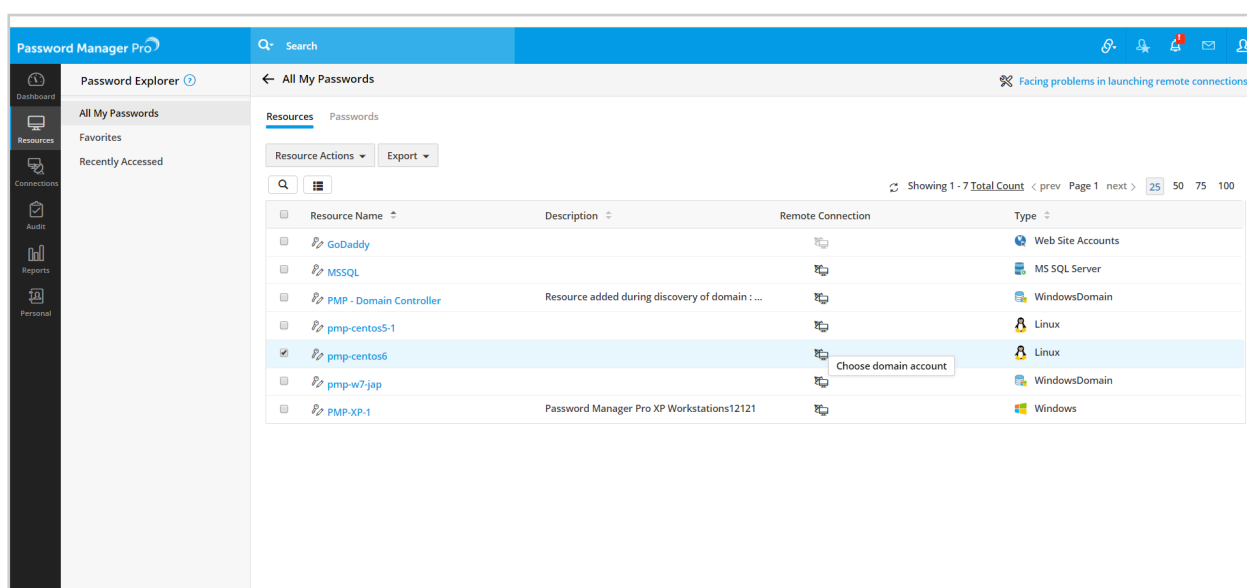 Password Manager Pro
Search
1
Dashboard
Resources
Connections
Audit
Reports
Personal
Password Explorer ?
All My Passwords
Favorites
Recently Accessed
← All My Passwords
Facing problems in launching remote connections
Resources Passwords
Resource Actions Export
Showing 1 - 7 Total Count < prev Page 1 next > 25 50 75 100
Resource Name Description Remote Connection Type
GoDaddy Web Site Accounts
MSSQL MS SQL Server
PMP - Domain Controller Resource added during discovery of domain : ... WindowsDomain
pmp-centos5-1 Linux
pmp-centos6 Linux
Choose domain account
pmp-w7-jap WindowsDomain
PMP-XP-1 Password Manager Pro XP Workstations12121 Windows